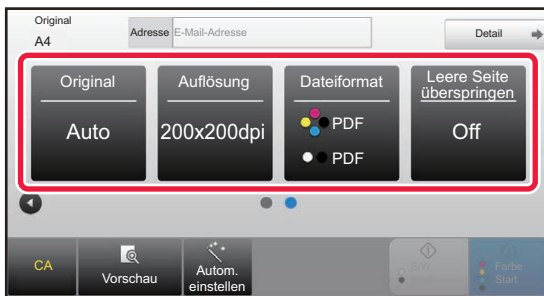 Original
A4
Adresse E-Mail-Adresse
Detail
Original
Auto
Auflösung
200x200dpi
Dateiformat
PDF
PDF
Leere Seite
überspringen
Off
CA
Vorschau
Autom.
einstellen
S/W
Start
Farbe
Start